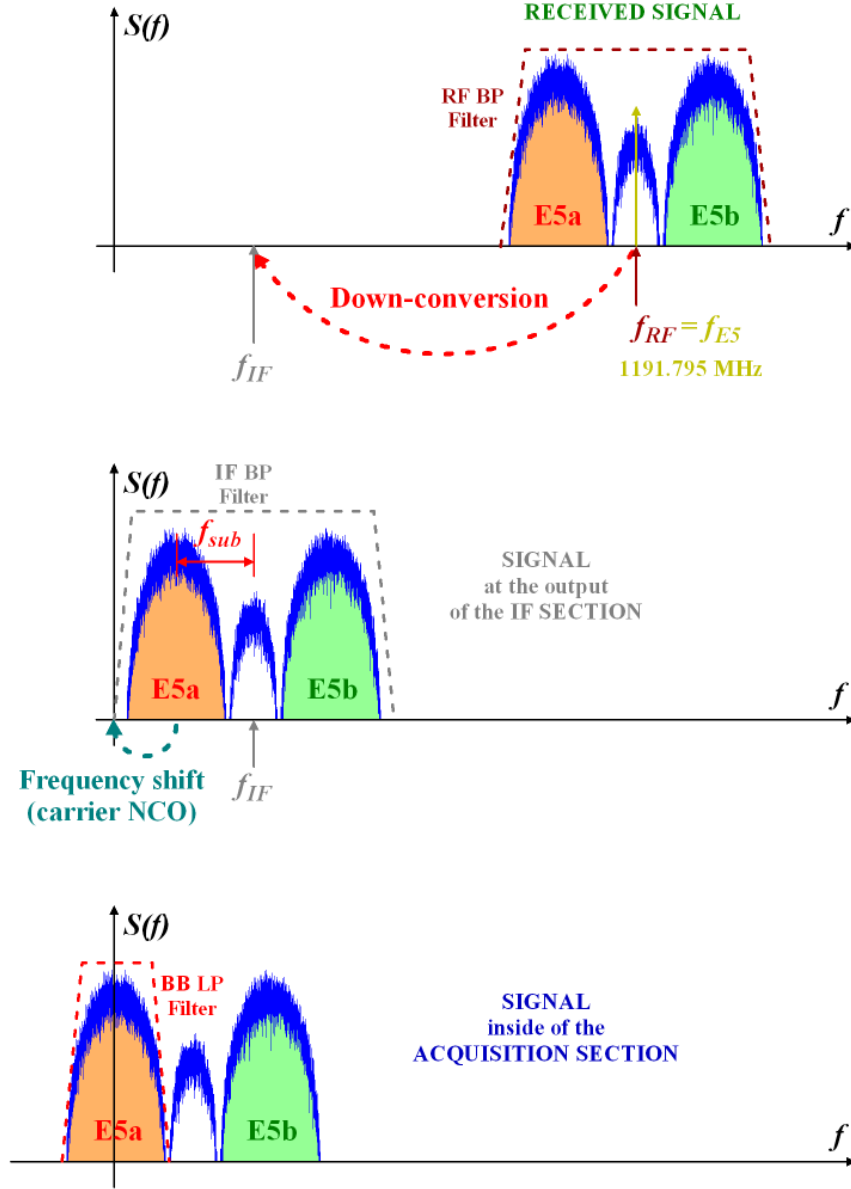 RECEIVED SIGNAL
S(f)
RF BP
Filter
E5a
E5b
f
Down-conversion
f_RF = f_E5
f_IF
1191.795 MHz
S(f)
IF BP
Filter
f_sub
SIGNAL
at the output
of the IF SECTION
E5a
E5b
f
Frequency shift
(carrier NCO)
f_IF
S(f)
BB LP
Filter
SIGNAL
inside of the
ACQUISITION SECTION
E5a
E5b
f